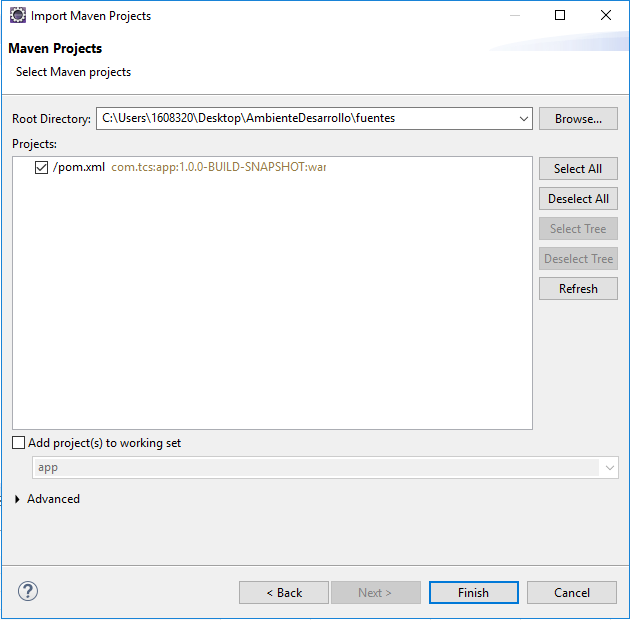 Import Maven Projects
Maven Projects
Select Maven projects
Root Directory: C:\Users\1608320\Desktop\AmbienteDesarrollo\fuentes Browse...
Projects:
/pom.xml com.tcs:app:1.0.0-BUILD-SNAPSHOT:war
Select All
Deselect All
Select Tree
Deselect Tree
Refresh
Add project(s) to working set
app
Advanced
? < Back Next > Finish Cancel